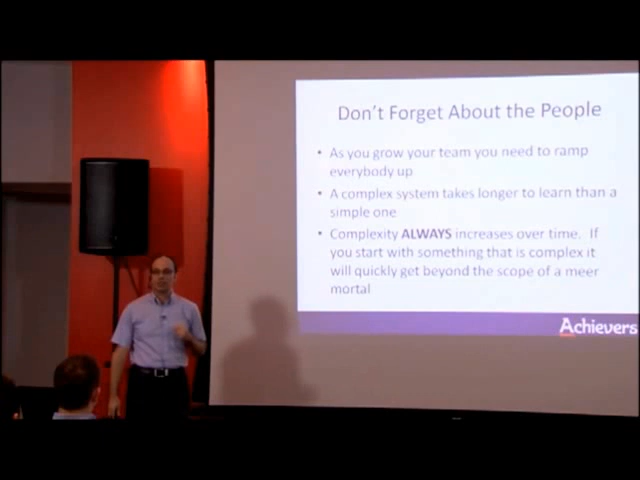 Don't Forget About the People
• As you grow your team you need to ramp
everybody up
• A complex system takes longer to learn than a
simple one
• Complexity ALWAYS increases over time. If
you start with something that is complex it
will quickly get beyond the scope of a meer
mortal
Achievers